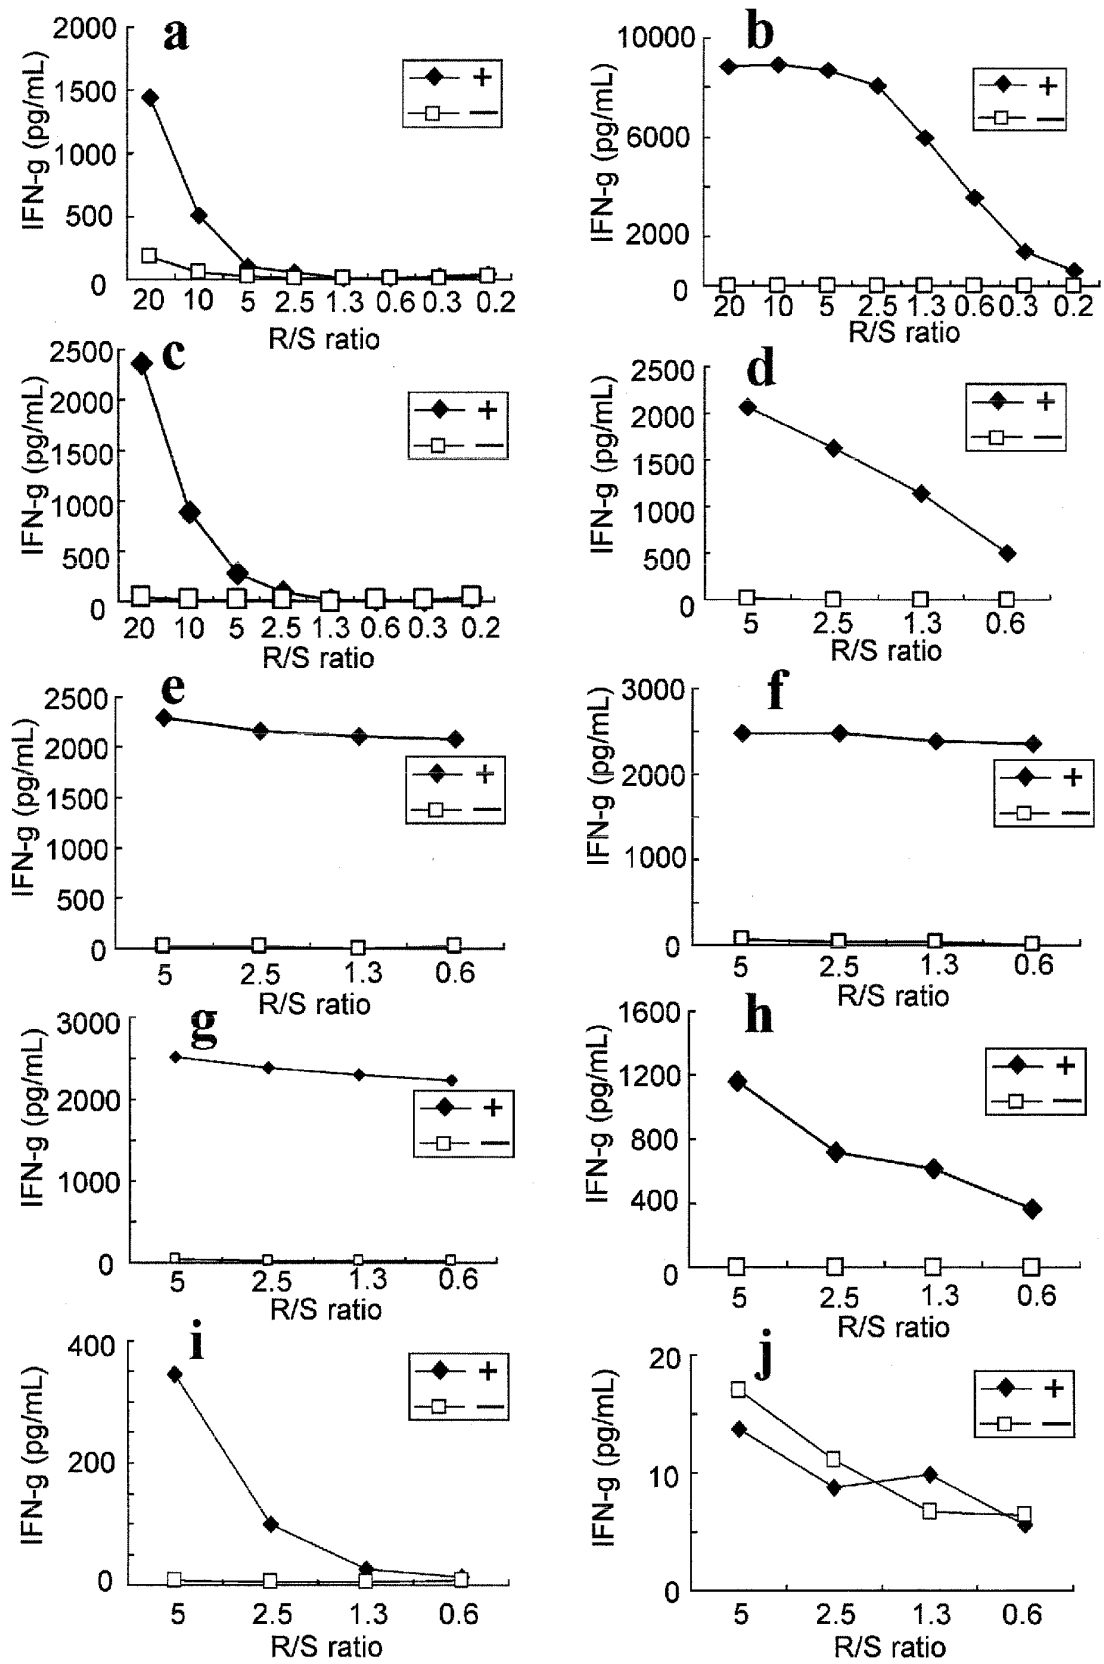 a
IFN-g (pg/mL)
2000
1500
1000
500
0
+
−
20 10 5 2.5 1.3 0.6 0.3 0.2
R/S ratio
b
IFN-g (pg/mL)
10000
6000
2000
0
+
−
20 10 5 2.5 1.3 0.6 0.3 0.2
R/S ratio
c
IFN-g (pg/mL)
2500
2000
1500
1000
500
0
+
−
20 10 5 2.5 1.3 0.6 0.3 0.2
R/S ratio
d
IFN-g (pg/mL)
2500
2000
1500
1000
500
0
+
−
5 2.5 1.3 0.6
R/S ratio
e
IFN-g (pg/mL)
2500
2000
1500
1000
500
0
+
−
5 2.5 1.3 0.6
R/S ratio
f
IFN-g (pg/mL)
3000
2000
1000
0
+
−
5 2.5 1.3 0.6
R/S ratio
g
IFN-g (pg/mL)
3000
2000
1000
0
+
−
5 2.5 1.3 0.6
R/S ratio
h
IFN-g (pg/mL)
1600
1200
800
400
0
+
−
5 2.5 1.3 0.6
R/S ratio
i
IFN-g (pg/mL)
400
200
0
+
−
5 2.5 1.3 0.6
R/S ratio
j
IFN-g (pg/mL)
20
10
0
+
−
5 2.5 1.3 0.6
R/S ratio